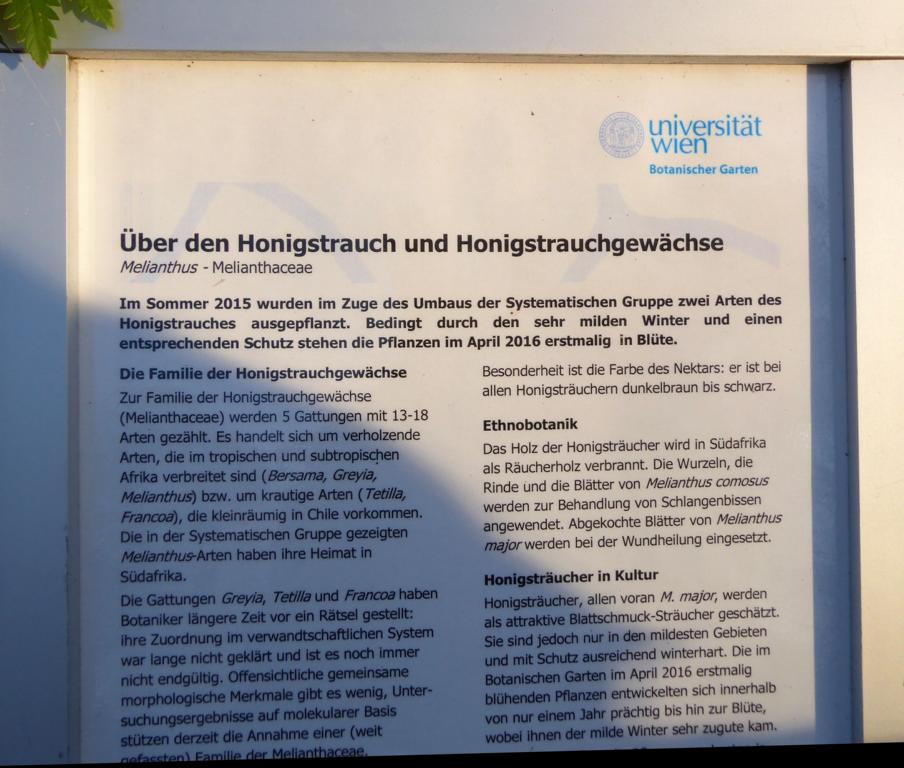 universität
wien
Botanischer Garten
Über den Honigstrauch und Honigstrauchgewächse
Melianthus - Melianthaceae
Im Sommer 2015 wurden im Zuge des Umbaus der Systematischen Gruppe zwei Arten des
Honigstrauches ausgepflanzt. Bedingt durch den sehr milden Winter und einen
entsprechenden Schutz stehen die Pflanzen im April 2016 erstmalig in Blüte.
Die Familie der Honigstrauchgewächse
Zur Familie der Honigstrauchgewächse
(Melianthaceae) werden 5 Gattungen mit 13-18
Arten gezählt. Es handelt sich um verholzende
Arten, die im tropischen und subtropischen
Afrika verbreitet sind (Bersama, Greyia,
Melianthus) bzw. um krautige Arten (Tetilla,
Francoa), die kleinräumig in Chile vorkommen.
Die in der Systematischen Gruppe gezeigten
Melianthus-Arten haben ihre Heimat in
Südafrika.
Die Gattungen Greyia, Tetilla und Francoa haben
Botaniker längere Zeit vor ein Rätsel gestellt:
ihre Zuordnung im verwandtschaftlichen System
war lange nicht geklärt und ist es noch immer
nicht endgültig. Offensichtliche gemeinsame
morphologische Merkmale gibt es wenig, Unter-
suchungsergebnisse auf molekularer Basis
stützen derzeit die Annahme einer (weit
gefassten) Familie der Melianthaceae.
Besonderheit ist die Farbe des Nektars: er ist bei
allen Honigsträuchern dunkelbraun bis schwarz.
Ethnobotanik
Das Holz der Honigsträucher wird in Südafrika
als Räucherholz verbrannt. Die Wurzeln, die
Rinde und die Blätter von Melianthus comosus
werden zur Behandlung von Schlangenbissen
angewendet. Abgekochte Blätter von Melianthus
major werden bei der Wundheilung eingesetzt.
Honigsträucher in Kultur
Honigsträucher, allen voran M. major, werden
als attraktive Blattschmuck-Sträucher geschätzt.
Sie sind jedoch nur in den mildesten Gebieten
und mit Schutz ausreichend winterhart. Die im
Botanischen Garten im April 2016 erstmalig
blühenden Pflanzen entwickelten sich innerhalb
von nur einem Jahr prächtig bis hin zur Blüte,
wobei ihnen der milde Winter sehr zugute kam.